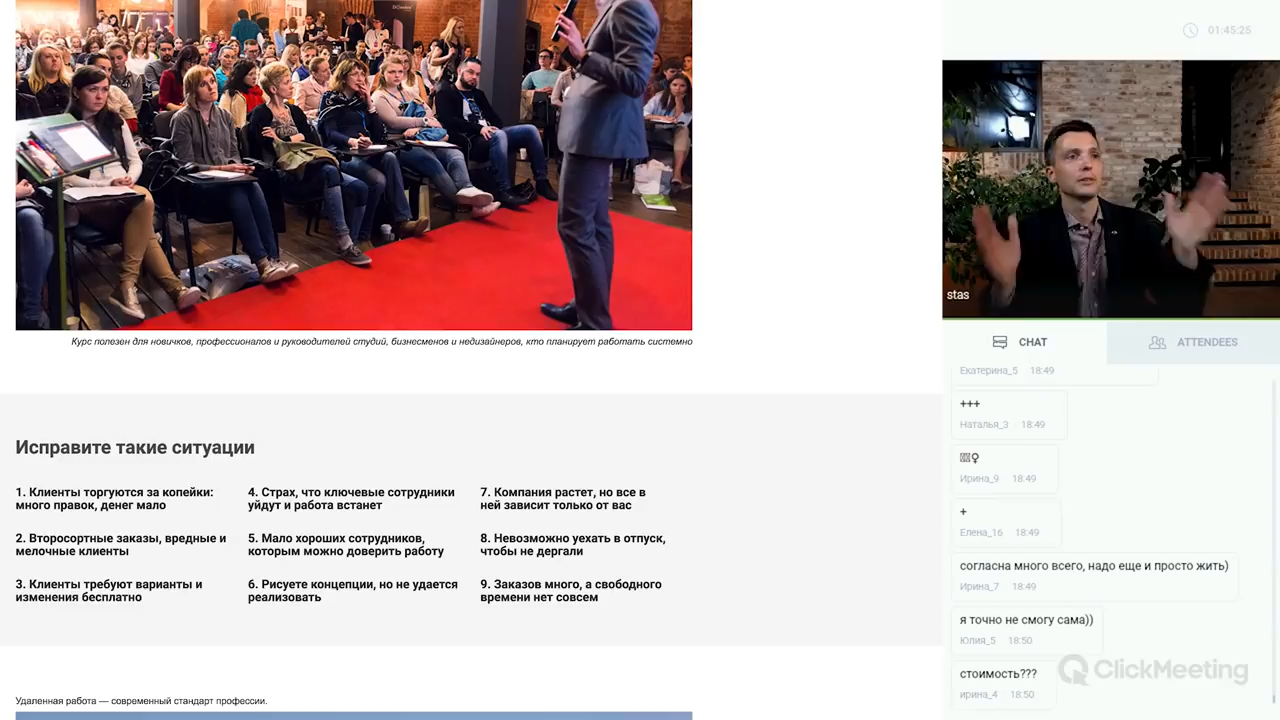 Курс полезен для новичков, профессионалов и руководителей студий, бизнесменов и недизайнеров, кто планирует работать системно
Исправите такие ситуации
1. Клиенты торгуются за копейки:
много правок, денег мало
2. Второсортные заказы, вредные и
мелочные клиенты
3. Клиенты требуют варианты и
изменения бесплатно
4. Страх, что ключевые сотрудники
уйдут и работа встанет
5. Мало хороших сотрудников,
которым можно доверить работу
6. Рисуете концепции, но не удается
реализовать
7. Компания растет, но все в
ней зависит только от вас
8. Невозможно уехать в отпуск,
чтобы не дергали
9. Заказов много, а свободного
времени нет совсем
Удаленная работа — современный стандарт профессии.
01:45:25
stas
CHAT
ATTENDEES
Екатерина_5 18:49
+++
Наталья_3 18:49
♀
Ирина_9 18:49
+
Елена_16 18:49
согласна много всего, надо еще и просто жить)
Ирина_7 18:49
я точно не смогу сама))
Юлия_5 18:50
стоимость???
ирина_4 18:50
ClickMeeting